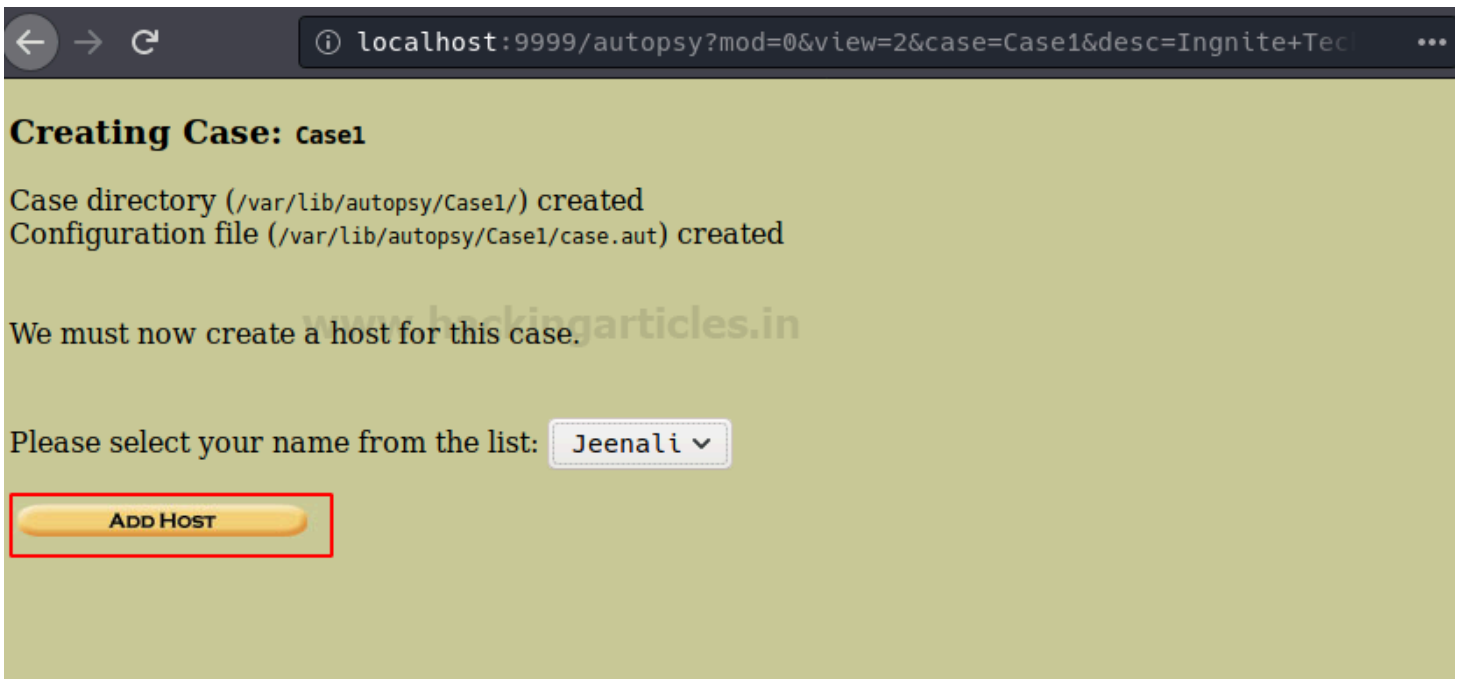 localhost:9999/autopsy?mod=0&view=2&case=Case1&desc=Ingnite+Tec
Creating Case: Case1
Case directory (/var/lib/autopsy/Case1/) created
Configuration file (/var/lib/autopsy/Case1/case.aut) created
www.hackingarticles.in
We must now create a host for this case.
Please select your name from the list: Jeenali
ADD HOST